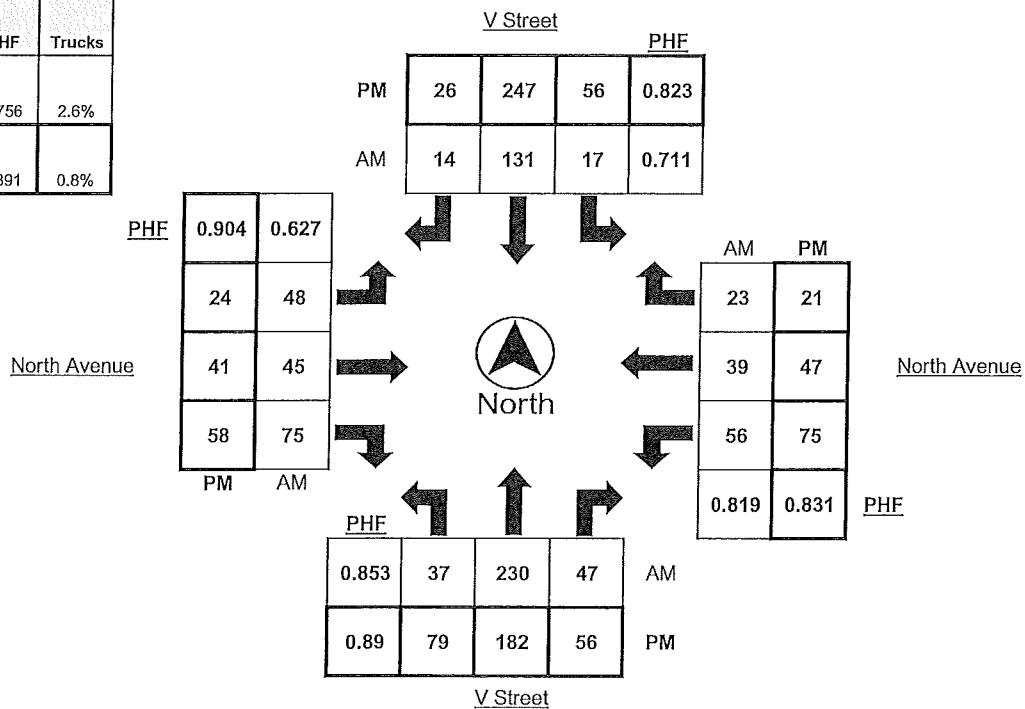 V Street
PHF
Trucks
PM 26 247 56 0.823
2.6%
AM 14 131 17 0.711
0.8%
PHF 0.904 0.627
AM PM
24 48
23 21
North Avenue 41 45
39 47 North Avenue
North
58 75
56 75
PM AM
0.819 0.831 PHF
PHF
0.853 37 230 47 AM
0.89 79 182 56 PM
V Street